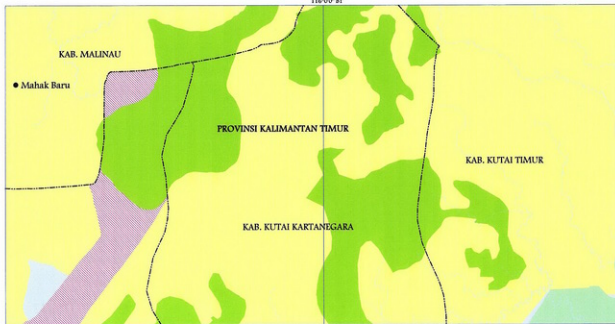 KAB. MALINAU
Mahak Baru
PROVINSI KALIMANTAN TIMUR
KAB. KUTAI TIMUR
KAB. KUTAI KARTANEGARA